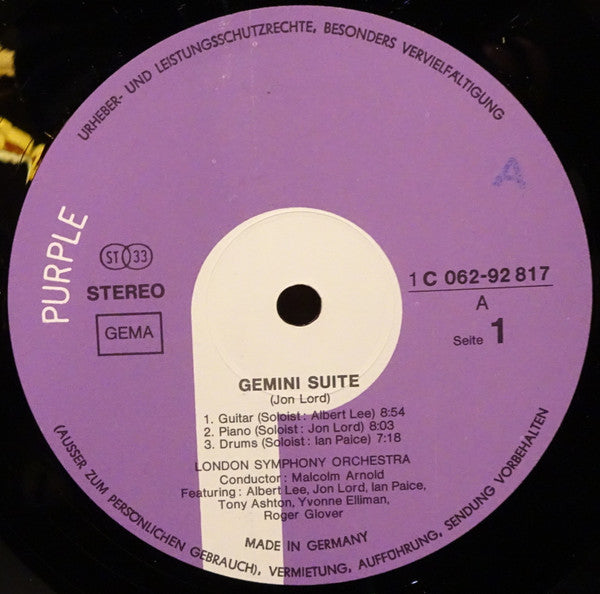 URHEBER- UND LEISTUNGSSCHUTZRECHTE, BESONDERS VERVIELFÄLTIGUNG
PURPLE
ST 33
STEREO
GEMA
A
1 C 062-92 817
A
Seite 1
GEMINI SUITE
(Jon Lord)
1. Guitar (Soloist: Albert Lee) 8:54
2. Piano (Soloist: Jon Lord) 8:03
3. Drums (Soloist: Ian Paice) 7:18
LONDON SYMPHONY ORCHESTRA
Conductor: Malcolm Arnold
Featuring: Albert Lee, Jon Lord, Ian Paice,
Tony Ashton, Yvonne Elliman,
Roger Glover
MADE IN GERMANY
(AUSSER ZUM PERSÖNLICHEN GEBRAUCH), VERMIETUNG, AUFFÜHRUNG, SENDUNG VORBEHALTEN